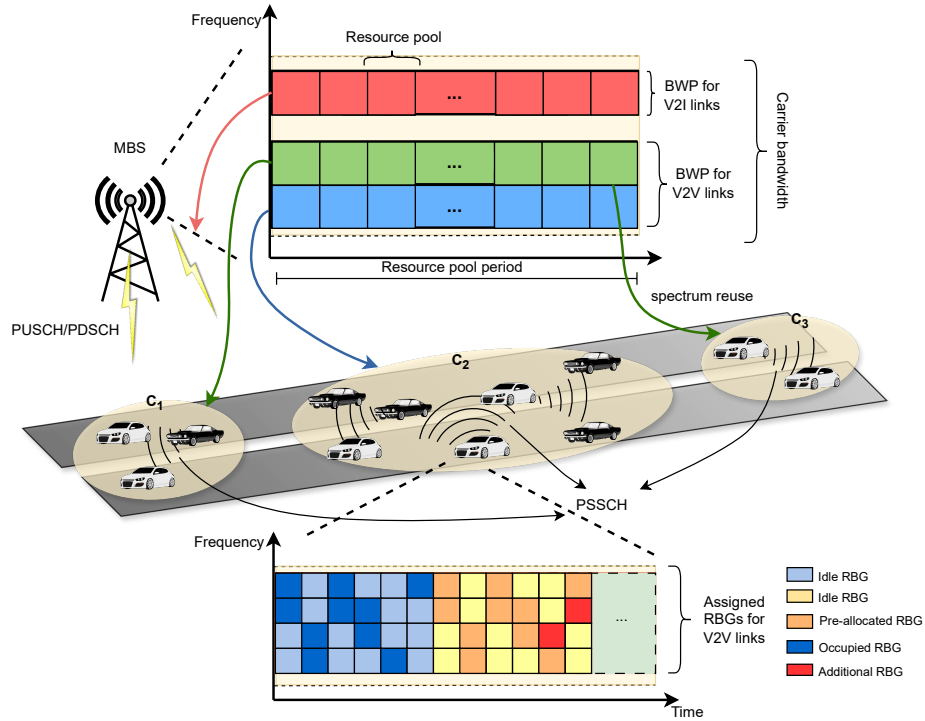 Frequency
Resource pool
...
BWP for
V2I links
MBS
...
BWP for
V2V links
Carrier bandwidth
...
Resource pool period
PUSCH/PDSCH
spectrum reuse
C3
C2
C1
PSSCH
Frequency
...
Assigned
RBGs for
V2V links
Idle RBG
Idle RBG
Pre-allocated RBG
Occupied RBG
Additional RBG
Time